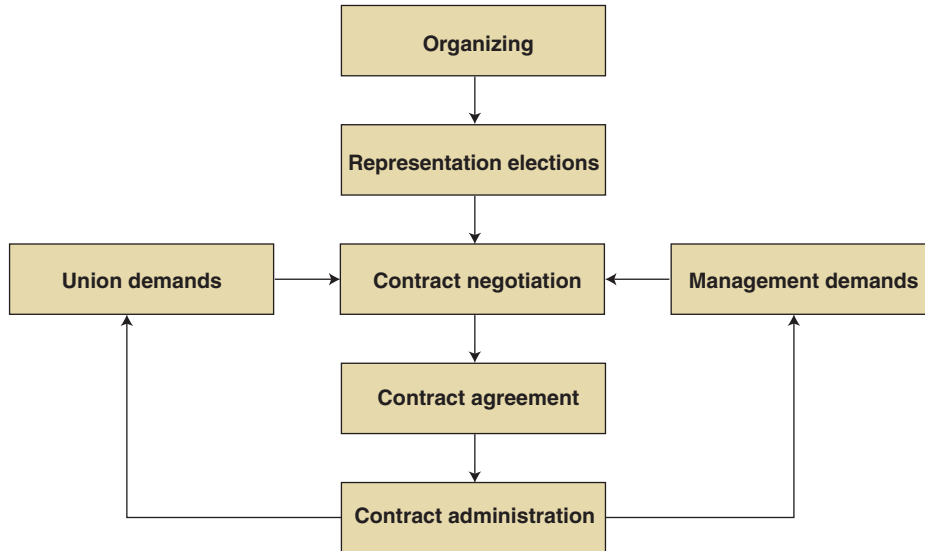 Organizing
Representation elections
Union demands
Contract negotiation
Management demands
Contract agreement
Contract administration